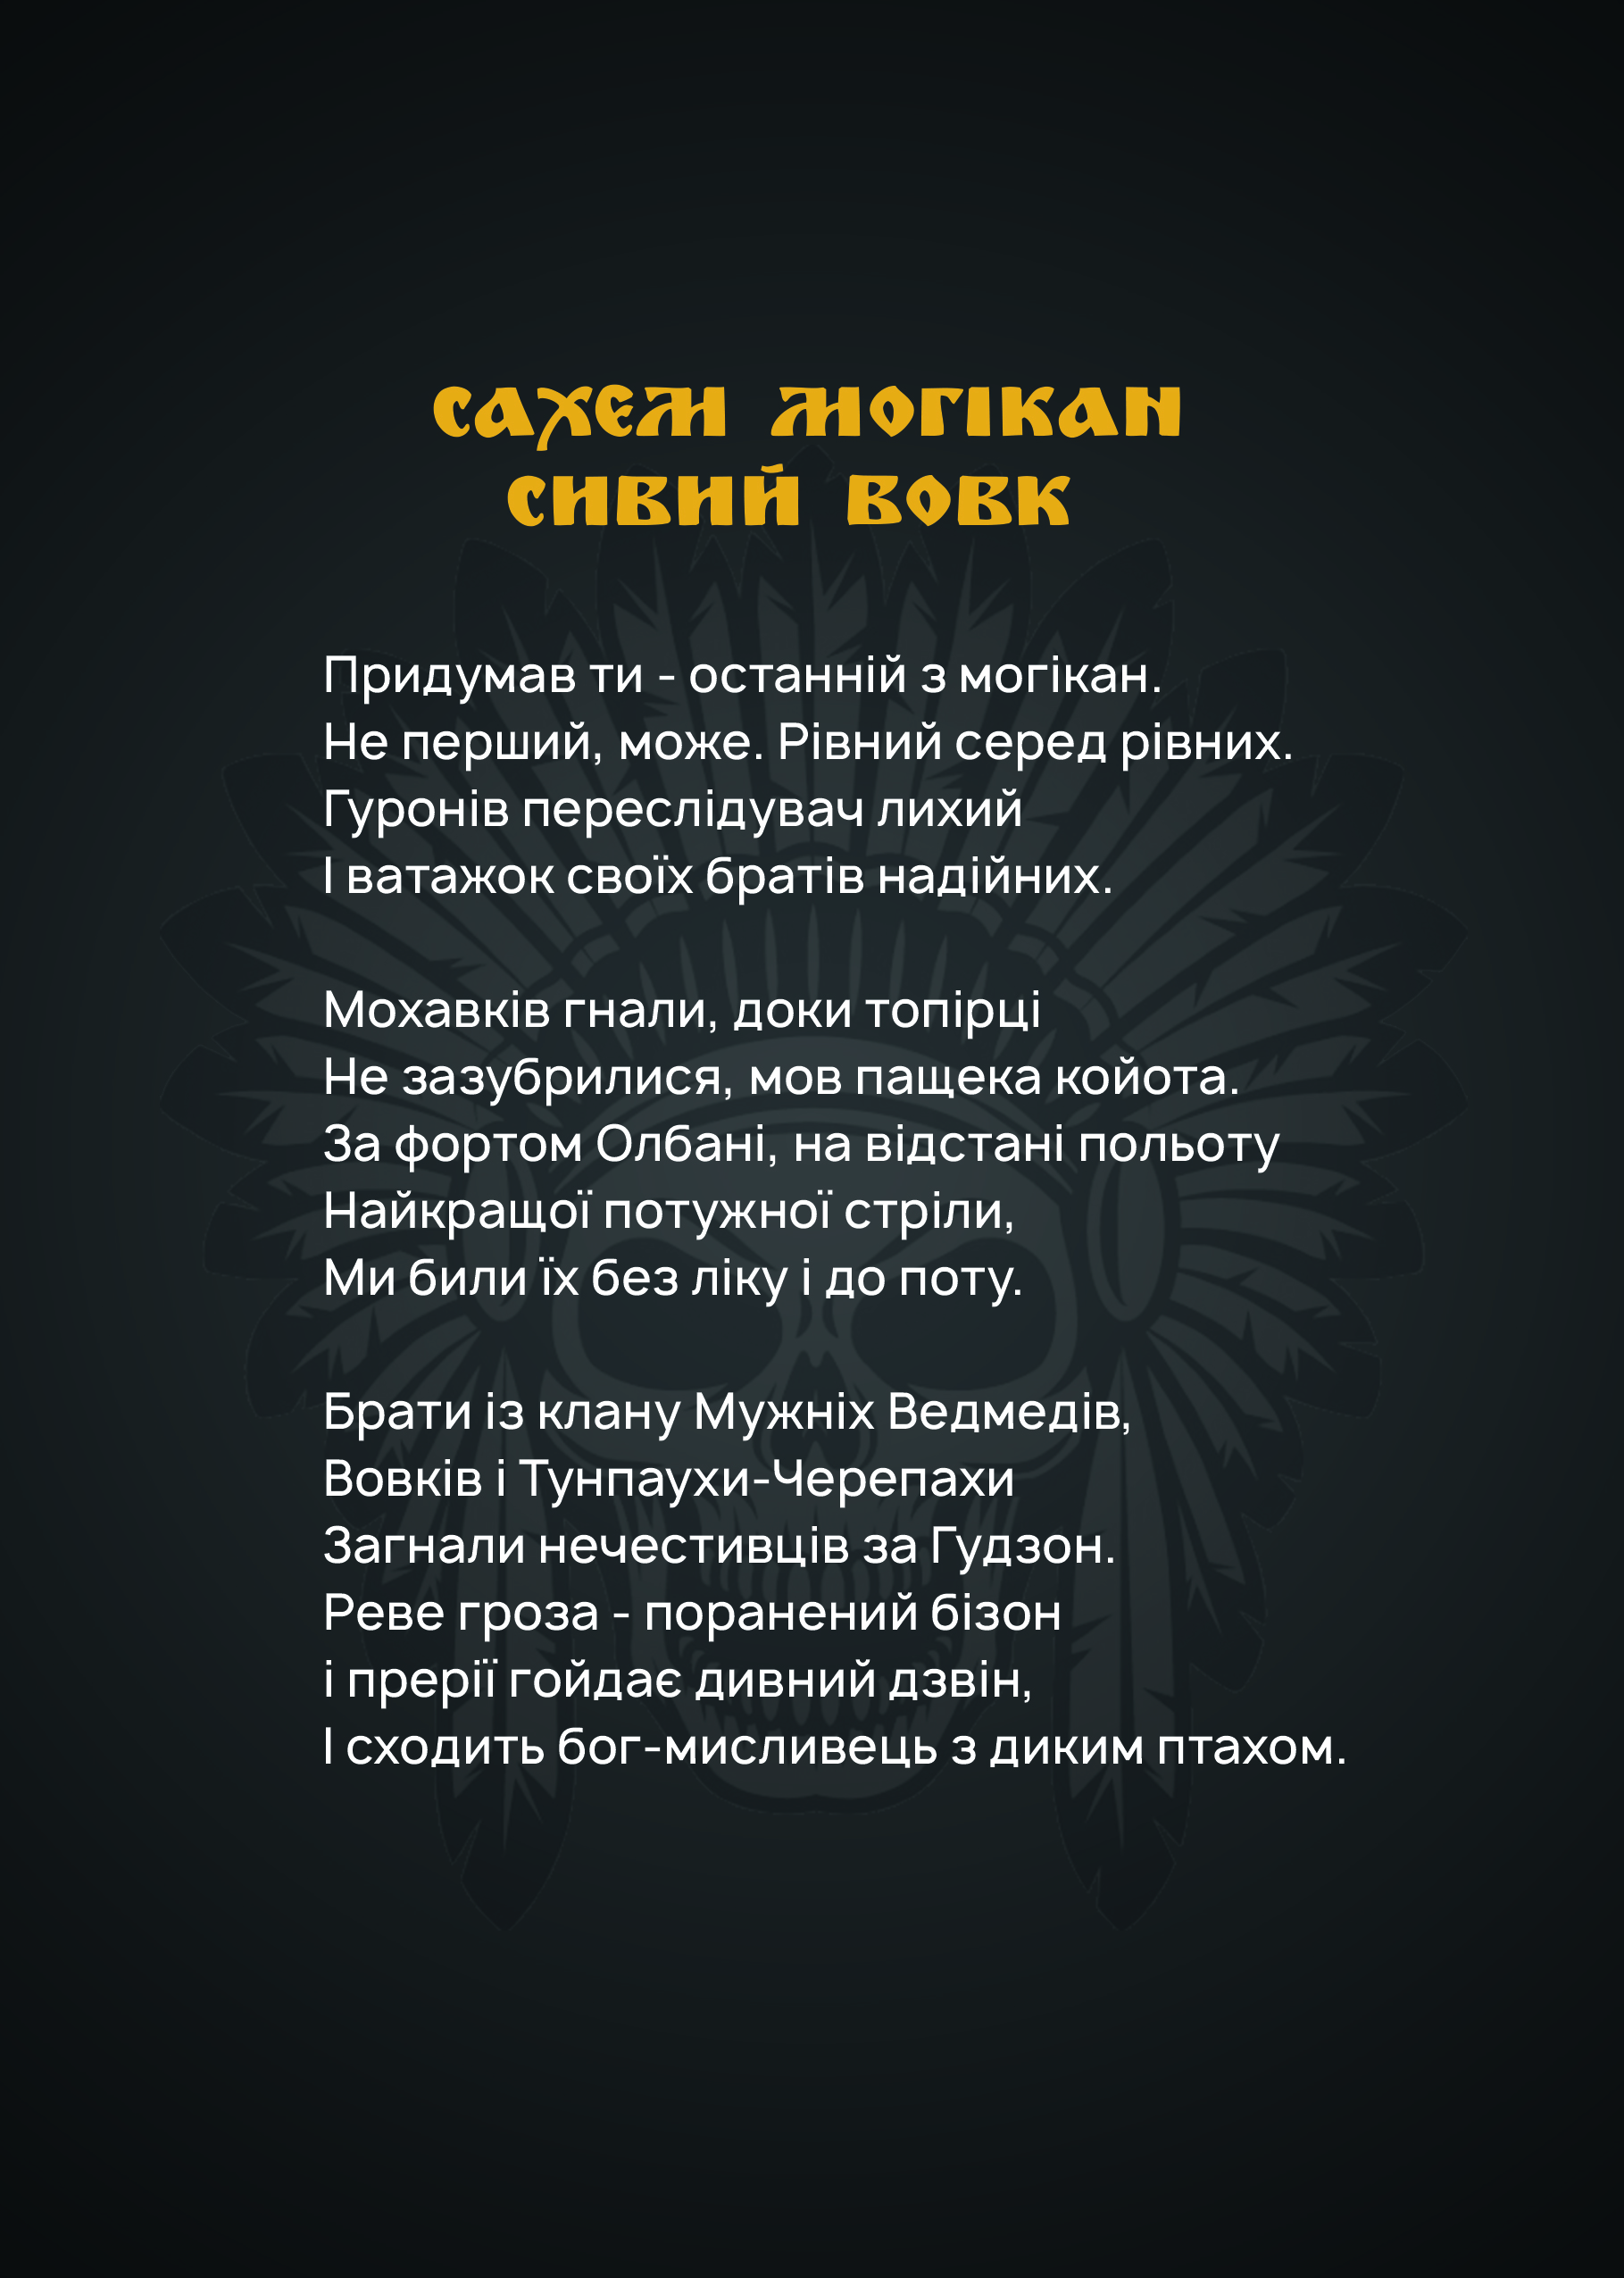 САХЕМ МОГІКАН
СИВИЙ ВОВК
Придумав ти - останній з могікан.
Не перший, може. Рівний серед рівних.
Гуронів переслідувач лихий
І ватажок своїх братів надійних.
Мохавків гнали, доки топірці
Не зазубрилися, мов пащека койота.
За фортом Олбані, на відстані польоту
Найкращої потужної стріли,
Ми били їх без ліку і до поту.
Брати із клану Мужніх Ведмедів,
Вовків і Тунпаухи-Черепахи
Загнали нечестивців за Гудзон.
Реве гроза - поранений бізон
і прерії гойдає дивний дзвін,
І сходить бог-мисливець з диким птахом.